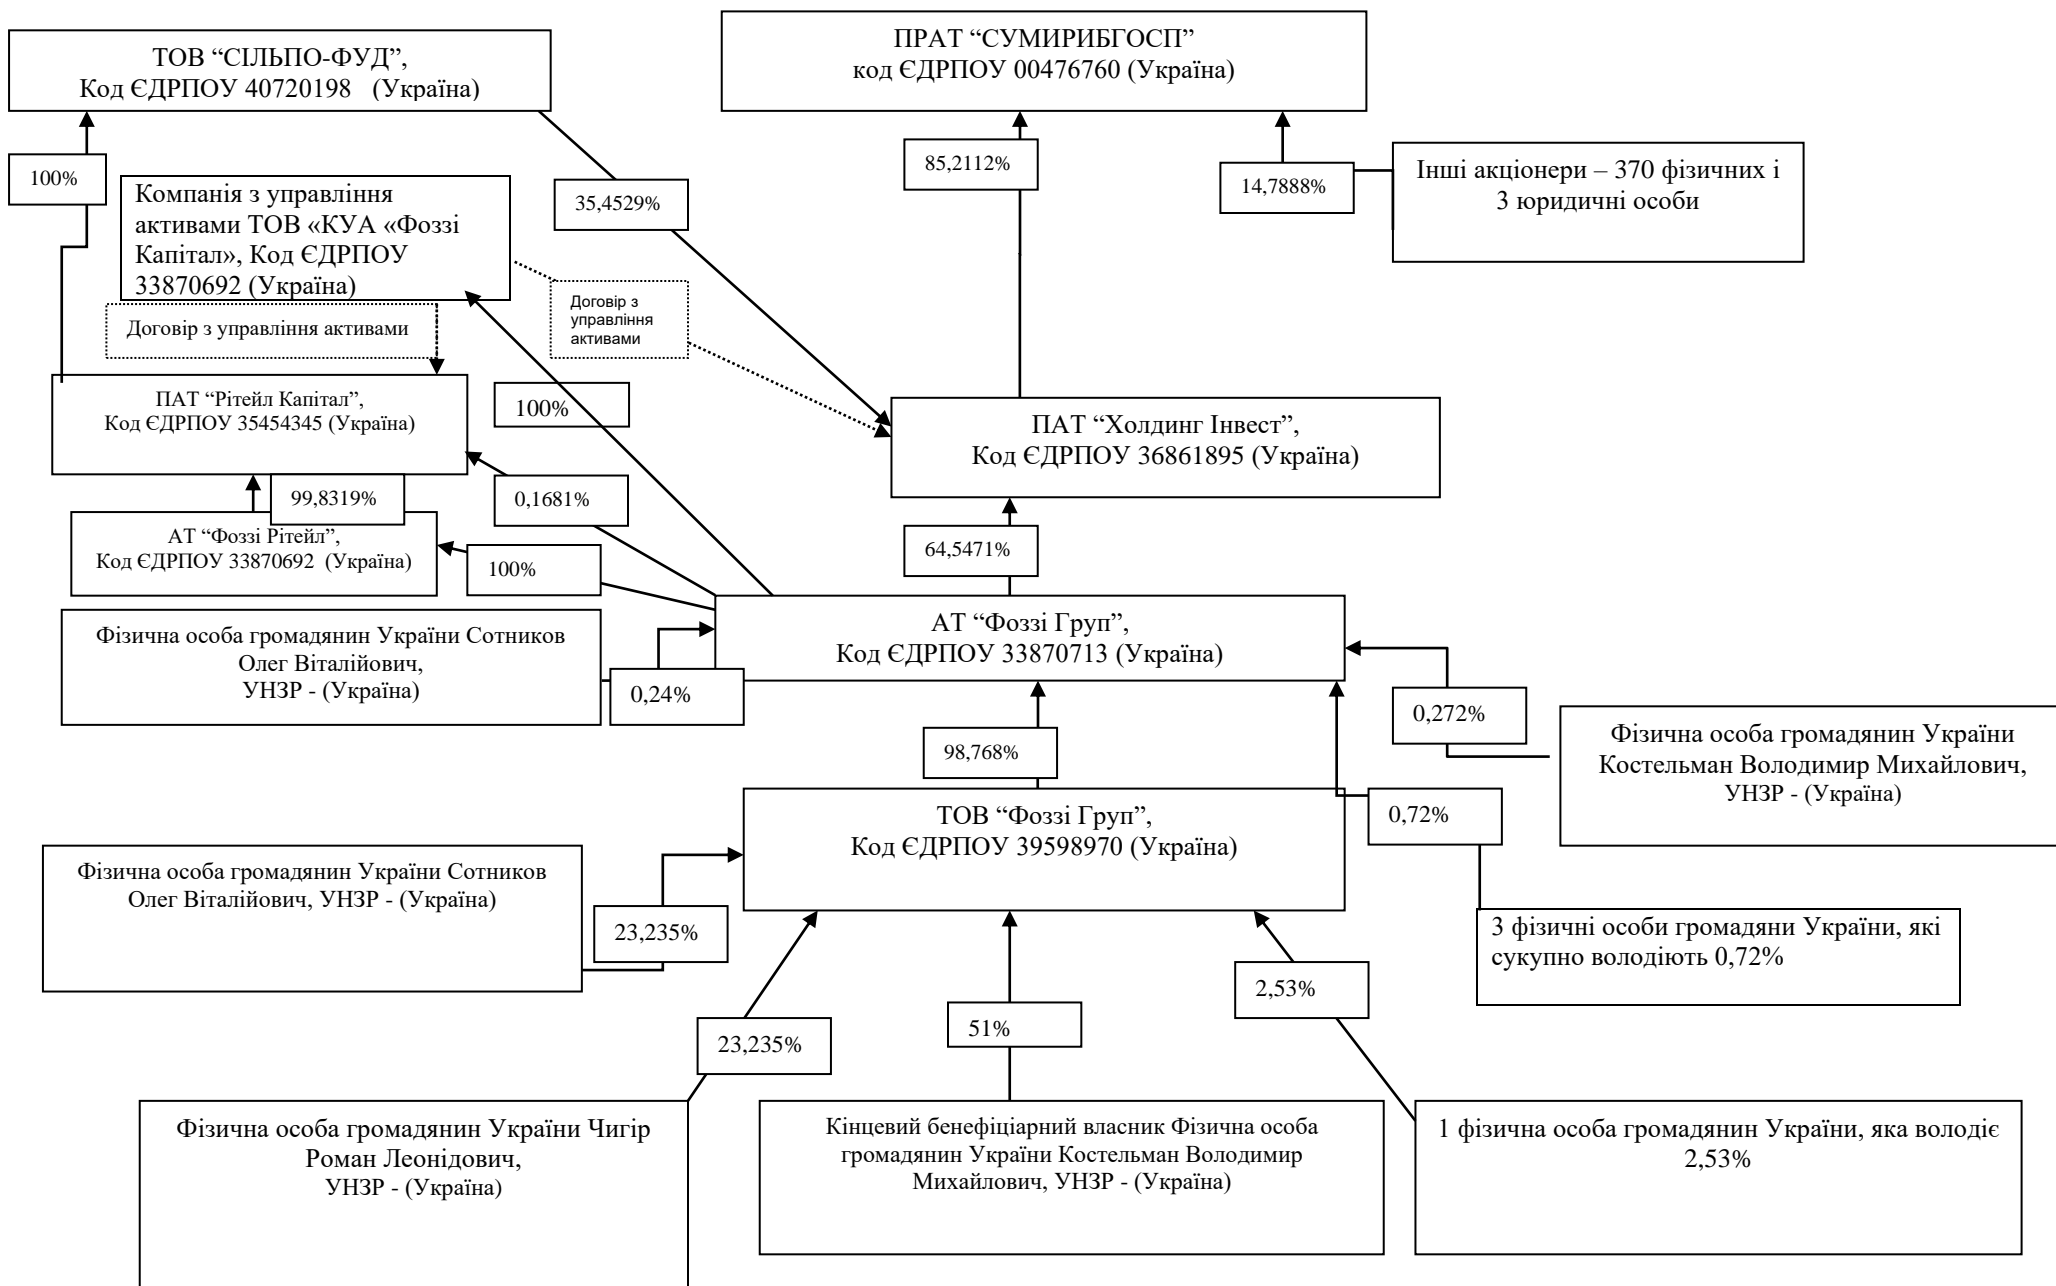 ТОВ “СІЛЬПО-ФУД”,
Код ЄДРПОУ 40720198 (Україна)
ПРАТ “СУМИРИБГОСП”
код ЄДРПОУ 00476760 (Україна)
100%
Компанія з управління
активами ТОВ «КУА «Фоззі
Капітал», Код ЄДРПОУ
33870692 (Україна)
35,4529%
85,2112%
14,7888%
Інші акціонери – 370 фізичних і
3 юридичні особи
Договір з управління активами
Договір з
управління
активами
ПАТ “Рітейл Капітал”,
Код ЄДРПОУ 35454345 (Україна)
100%
ПАТ “Холдинг Інвест”,
Код ЄДРПОУ 36861895 (Україна)
99,8319%
0,1681%
АТ “Фоззі Рітейл”,
Код ЄДРПОУ 33870692 (Україна)
100%
64,5471%
Фізична особа громадянин України Сотников
Олег Віталійович,
УНЗР - (Україна)
0,24%
АТ “Фоззі Груп”,
Код ЄДРПОУ 33870713 (Україна)
0,272%
Фізична особа громадянин України
Костельман Володимир Михайлович,
УНЗР - (Україна)
98,768%
ТОВ “Фоззі Груп”,
Код ЄДРПОУ 39598970 (Україна)
0,72%
Фізична особа громадянин України Сотников
Олег Віталійович, УНЗР - (Україна)
23,235%
3 фізичні особи громадяни України, які
сукупно володіють 0,72%
23,235%
51%
2,53%
Фізична особа громадянин України Чигір
Роман Леонідович,
УНЗР - (Україна)
Кінцевий бенефіціарний власник Фізична особа
громадянин України Костельман Володимир
Михайлович, УНЗР - (Україна)
1 фізична особа громадянин України, яка володіє
2,53%